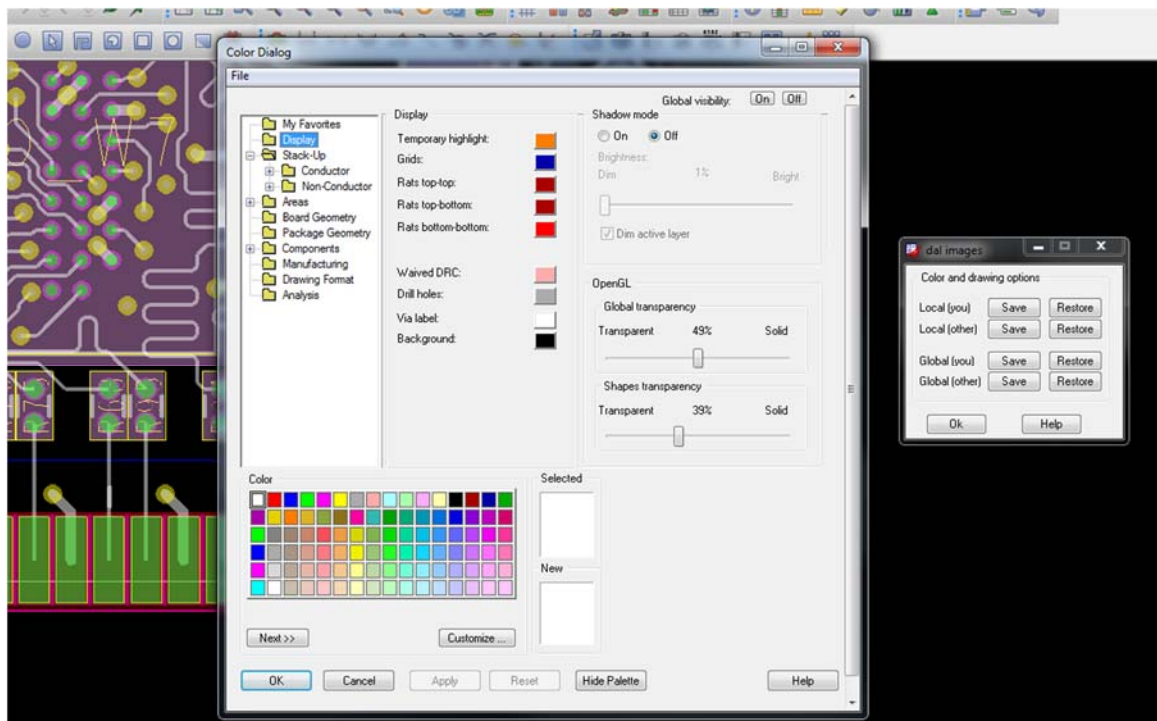 Color Dialog
File
Global visibility: On Off
My Favorites
Display
Stack-Up
Conductor
Non-Conductor
Areas
Board Geometry
Package Geometry
Components
Manufacturing
Drawing Format
Analysis
Display
Temporary highlight:
Grids:
Rats top-top:
Rats top-bottom:
Rats bottom-bottom:
Waived DRC:
Drill holes:
Via label:
Background:
Shadow mode
On Off
Brightness:
Dim 1% Bright
Dim active layer
OpenGL
Global transparency
Transparent 49% Solid
Shapes transparency
Transparent 39% Solid
Color
Selected
New
Next >>
Customize ...
OK Cancel Apply Reset Hide Palette Help
dal images
Color and drawing options
Local (you) Save Restore
Local (other) Save Restore
Global (you) Save Restore
Global (other) Save Restore
Ok Help